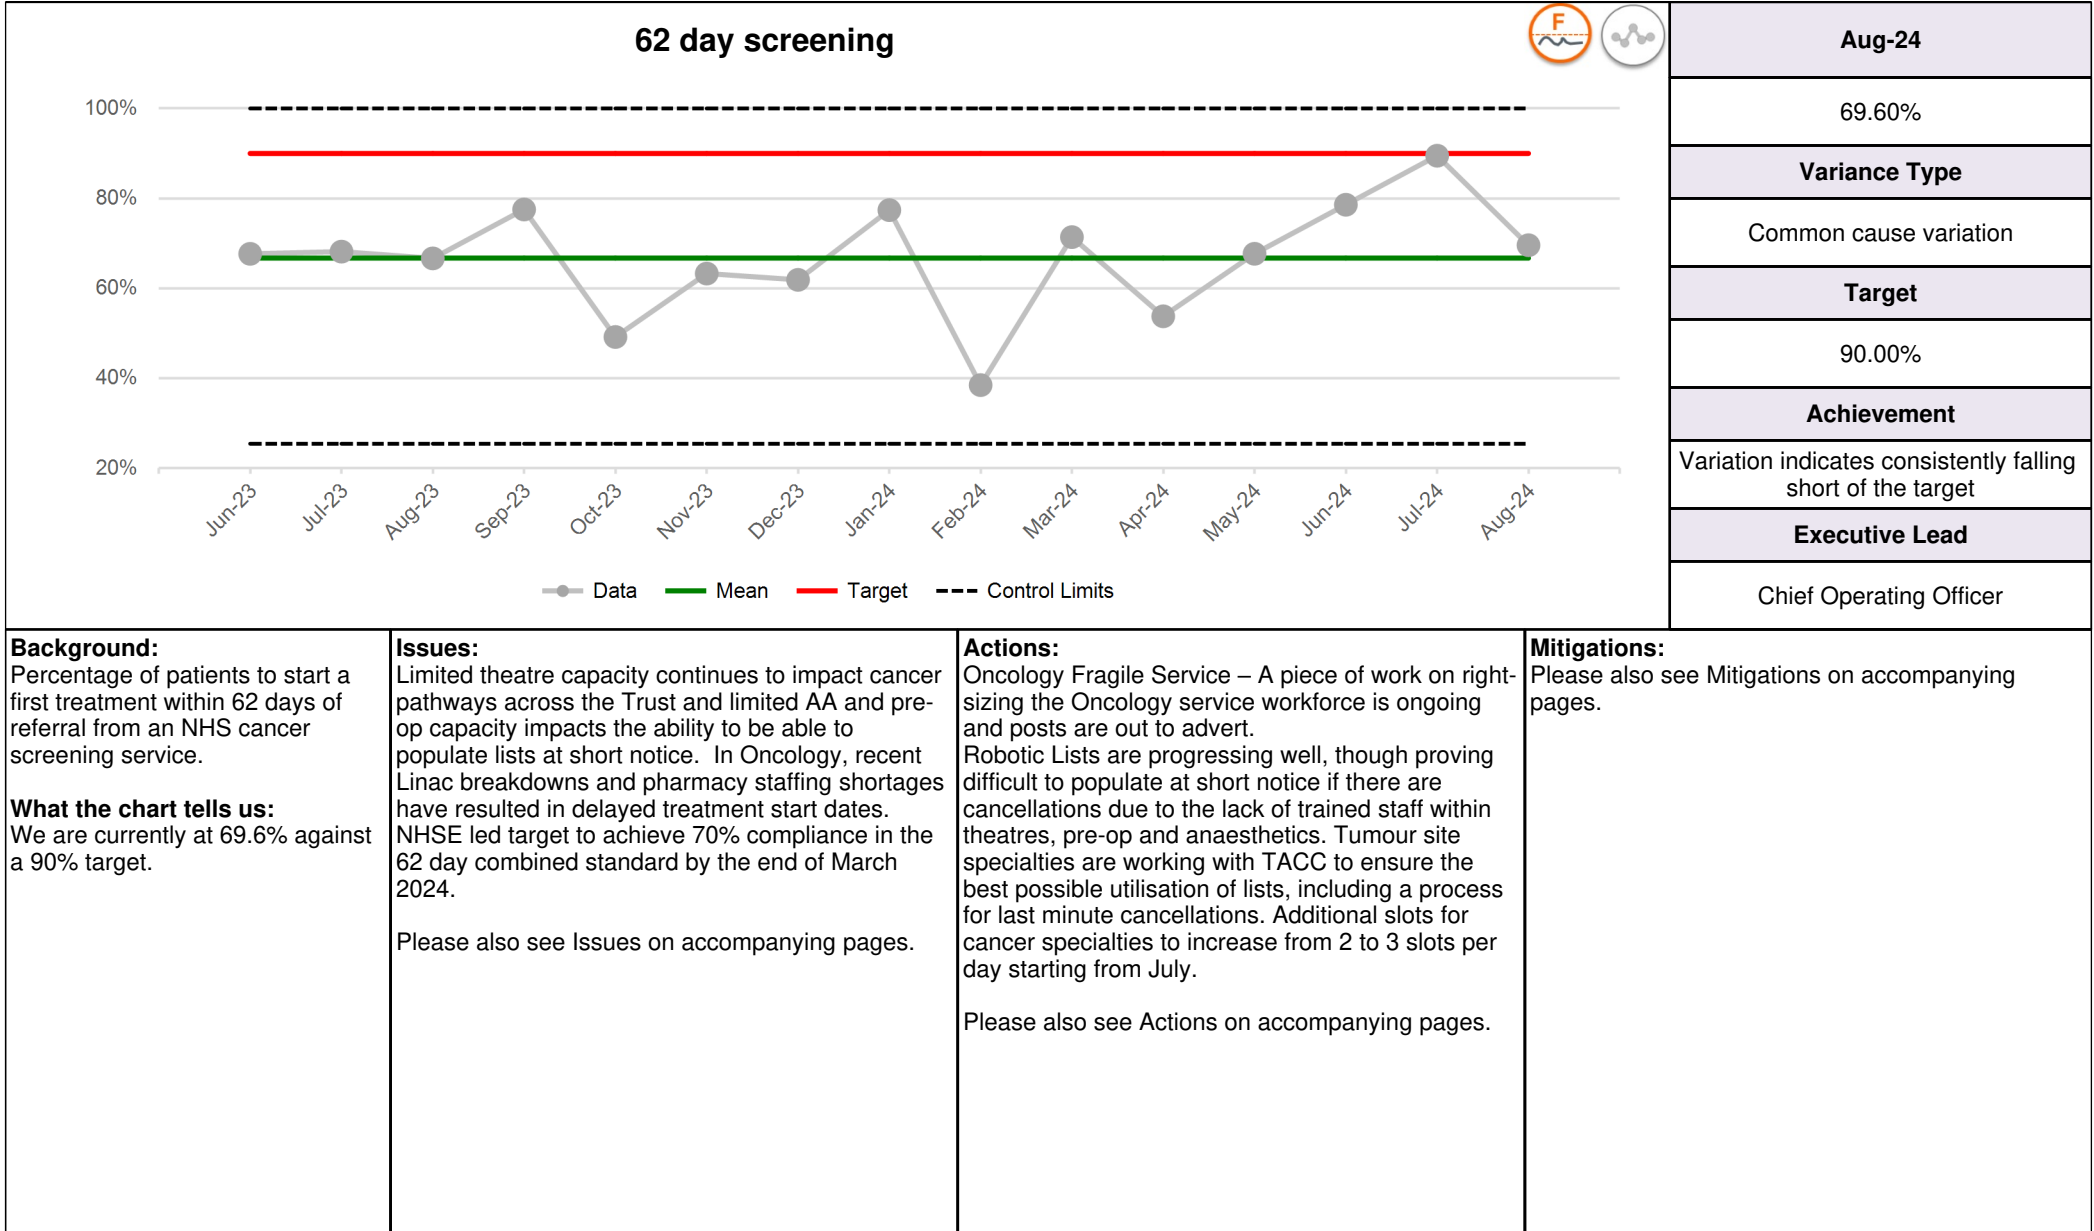 62 day screening
F
100%
80%
60%
40%
20%
Jun-23
Jul-23
Aug-23
Sep-23
Oct-23
Nov-23
Dec-23
Jan-24
Feb-24
Mar-24
Apr-24
May-24
Jun-24
Jul-24
Aug-24
Data
Mean
Target
Control Limits
Aug-24
69.60%
Variance Type
Common cause variation
Target
90.00%
Achievement
Variation indicates consistently falling
short of the target
Executive Lead
Chief Operating Officer
Background:
Percentage of patients to start a
first treatment within 62 days of
referral from an NHS cancer
screening service.
What the chart tells us:
We are currently at 69.6% against
a 90% target.
Issues:
Limited theatre capacity continues to impact cancer
pathways across the Trust and limited AA and pre-
op capacity impacts the ability to be able to
populate lists at short notice.  In Oncology, recent
Linac breakdowns and pharmacy staffing shortages
have resulted in delayed treatment start dates.
NHSE led target to achieve 70% compliance in the
62 day combined standard by the end of March
2024.
Please also see Issues on accompanying pages.
Actions:
Oncology Fragile Service – A piece of work on right-
sizing the Oncology service workforce is ongoing
and posts are out to advert.
Robotic Lists are progressing well, though proving
difficult to populate at short notice if there are
cancellations due to the lack of trained staff within
theatres, pre-op and anaesthetics. Tumour site
specialties are working with TACC to ensure the
best possible utilisation of lists, including a process
for last minute cancellations. Additional slots for
cancer specialties to increase from 2 to 3 slots per
day starting from July.
Please also see Actions on accompanying pages.
Mitigations:
Please also see Mitigations on accompanying
pages.